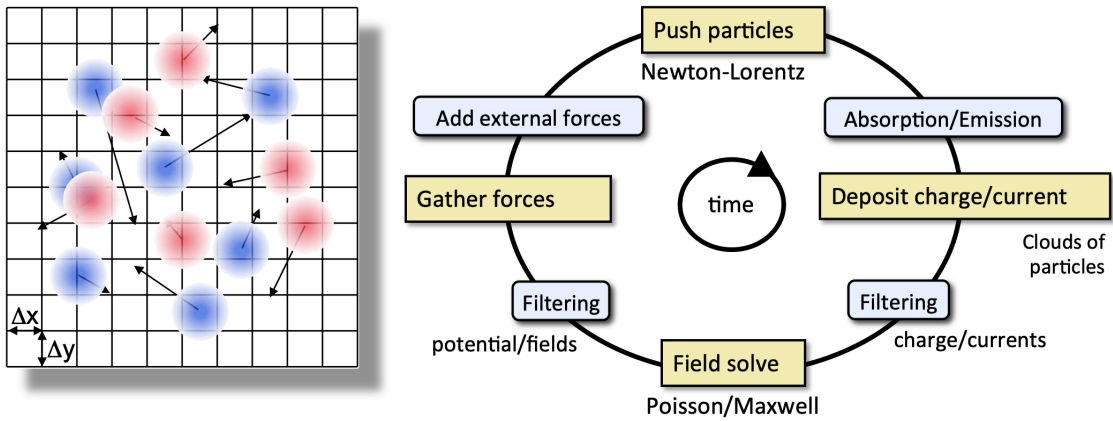 Δx
Δy
Push particles
Newton-Lorentz
Add external forces
Absorption/Emission
Gather forces
time
Deposit charge/current
Clouds of
particles
Filtering
Filtering
potential/fields
charge/currents
Field solve
Poisson/Maxwell